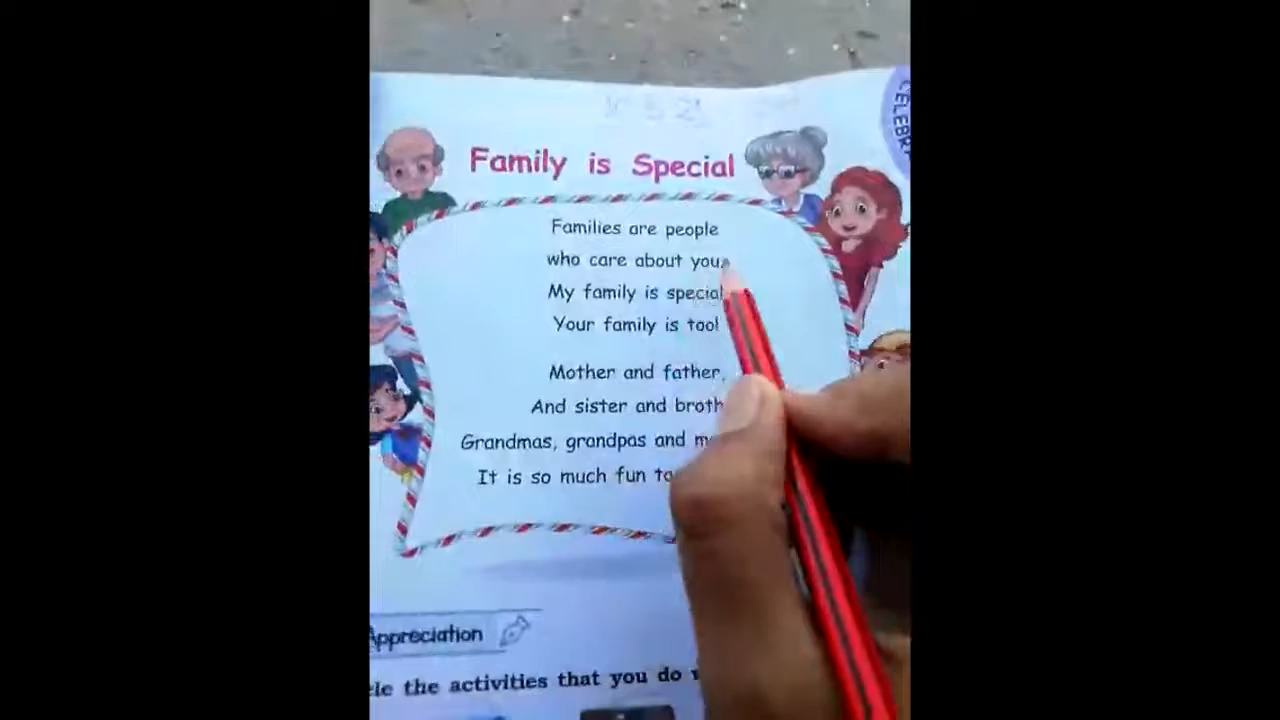 CELEBR
Family is Special
Families are people
who care about you.
My family is special
Your family is too!
Mother and father,
And sister and broth
Grandmas, grandpas and
It is so much fun
Appreciation
the activities that you do